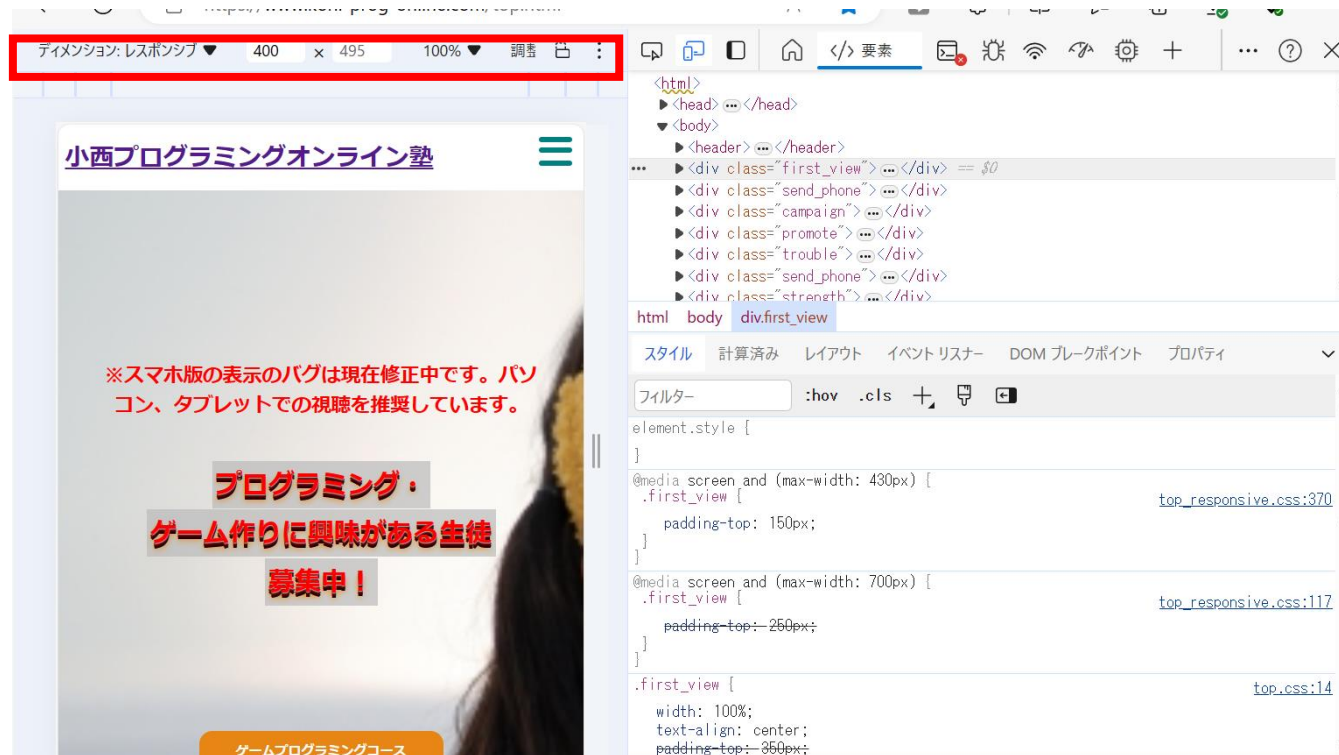 ディメンション: レスポンシブ ▼ 400 x 495 100% ▼
</> 要素
<html>
▶<head>…</head>
▼<body>
▶<header>…</header>
… ▶<div class="first_view">…</div> == $0
▶<div class="send_phone">…</div>
▶<div class="campaign">…</div>
▶<div class="promote">…</div>
▶<div class="trouble">…</div>
▶<div class="send_phone">…</div>
▶<div class="strength">…</div>
html body div.first_view
スタイル 計算済み レイアウト イベント リスナー DOM ブレークポイント プロパティ
フィルター :hov .cls
element.style {
}
@media screen and (max-width: 430px) {
.first_view { top_responsive.css:370
padding-top: 150px;
}
}
@media screen and (max-width: 700px) {
.first_view { top_responsive.css:117
padding-top: 250px;
}
}
.first_view { top.css:14
width: 100%;
text-align: center;
padding-top: 350px;
小西プログラミングオンライン塾
※スマホ版の表示のバグは現在修正中です。パソ
コン、タブレットでの視聴を推奨しています。
プログラミング・
ゲーム作りに興味がある生徒
募集中！
ゲームプログラミングコース